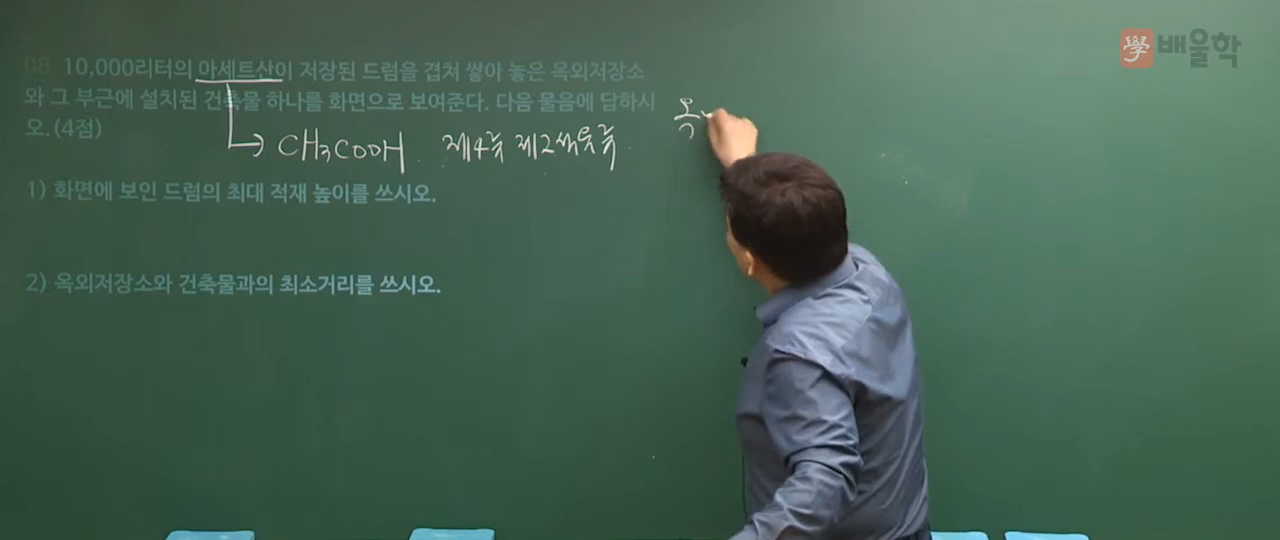 學 배울학
08 10,000리터의 아세트산이 저장된 드럼을 겹쳐 쌓아 놓은 옥외저장소
와 그 부근에 설치된 건축물 하나를 화면으로 보여준다. 다음 물음에 답하시
오. (4점)
CH3COOH 제4류 제2석유류
옥
1) 화면에 보인 드럼의 최대 적재 높이를 쓰시오.
2) 옥외저장소와 건축물과의 최소거리를 쓰시오.